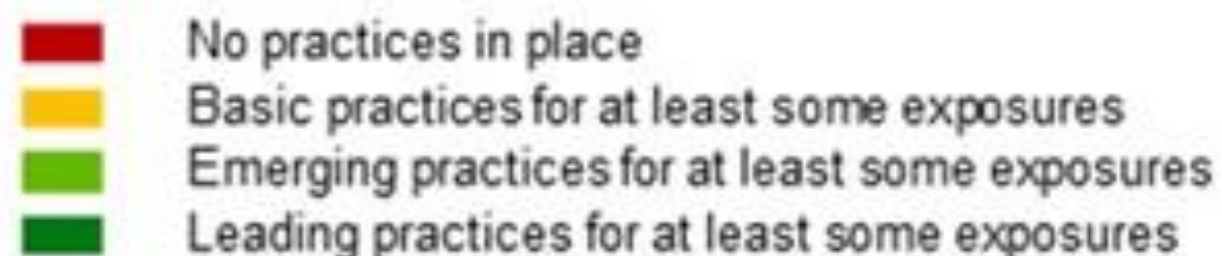 No practices in place
Basic practices for at least some exposures
Emerging practices for at least some exposures
Leading practices for at least some exposures